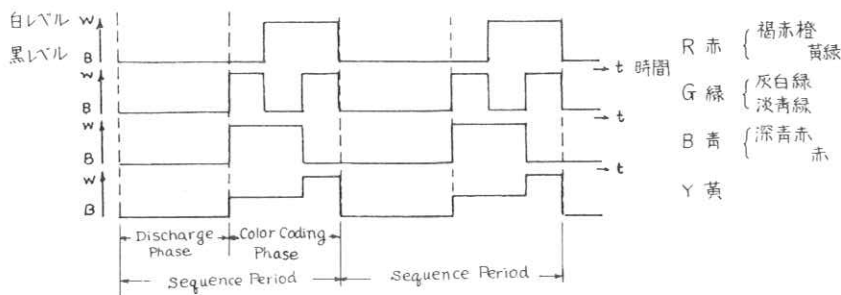 白レベル W
黒レベル B
R 赤 { 褐赤橙
黄緑
t 時間
W
B
G 緑 { 灰白緑
淡青緑
t
W
B
B 青 { 深青赤
赤
t
W
B
Y 黄
Discharge Phase
Color Coding Phase
Sequence Period
Sequence Period